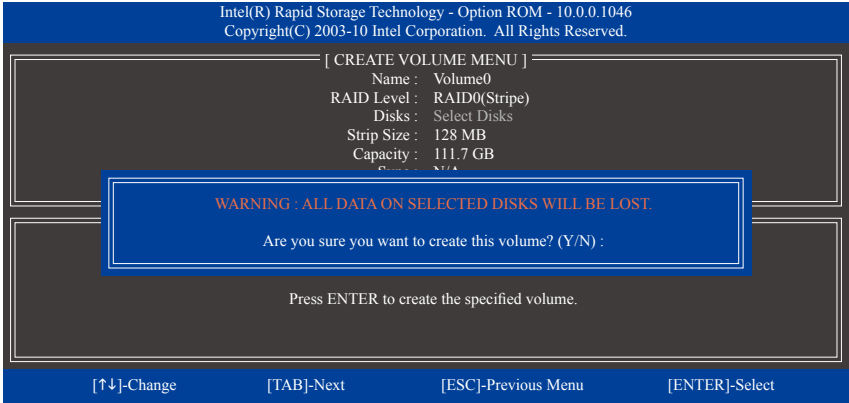 Intel(R) Rapid Storage Technology - Option ROM - 10.0.0.1046
Copyright(C) 2003-10 Intel Corporation. All Rights Reserved.
[ CREATE VOLUME MENU ]
Name : Volume0
RAID Level : RAID0(Stripe)
Disks : Select Disks
Strip Size : 128 MB
Capacity : 111.7 GB
Sync : N/A
WARNING : ALL DATA ON SELECTED DISKS WILL BE LOST.
Are you sure you want to create this volume? (Y/N) :
Press ENTER to create the specified volume.
[↑↓]-Change [TAB]-Next [ESC]-Previous Menu [ENTER]-Select